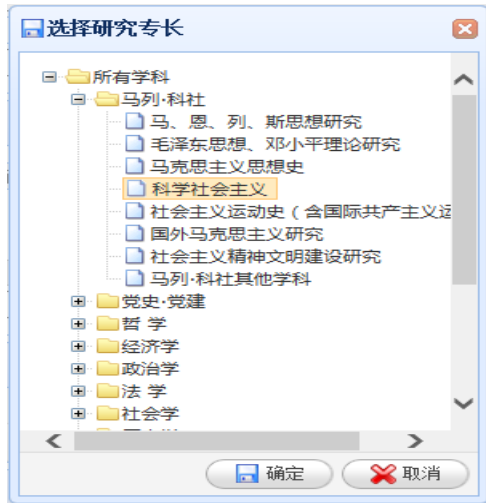 选择研究专长
所有学科
马列·科社
马、恩、列、斯思想研究
毛泽东思想、邓小平理论研究
马克思主义思想史
科学社会主义
社会主义运动史（含国际共产主义运
国外马克思主义研究
社会主义精神文明建设研究
马列·科社其他学科
党史·党建
哲 学
经济学
政治学
法 学
社会学
确定 取消